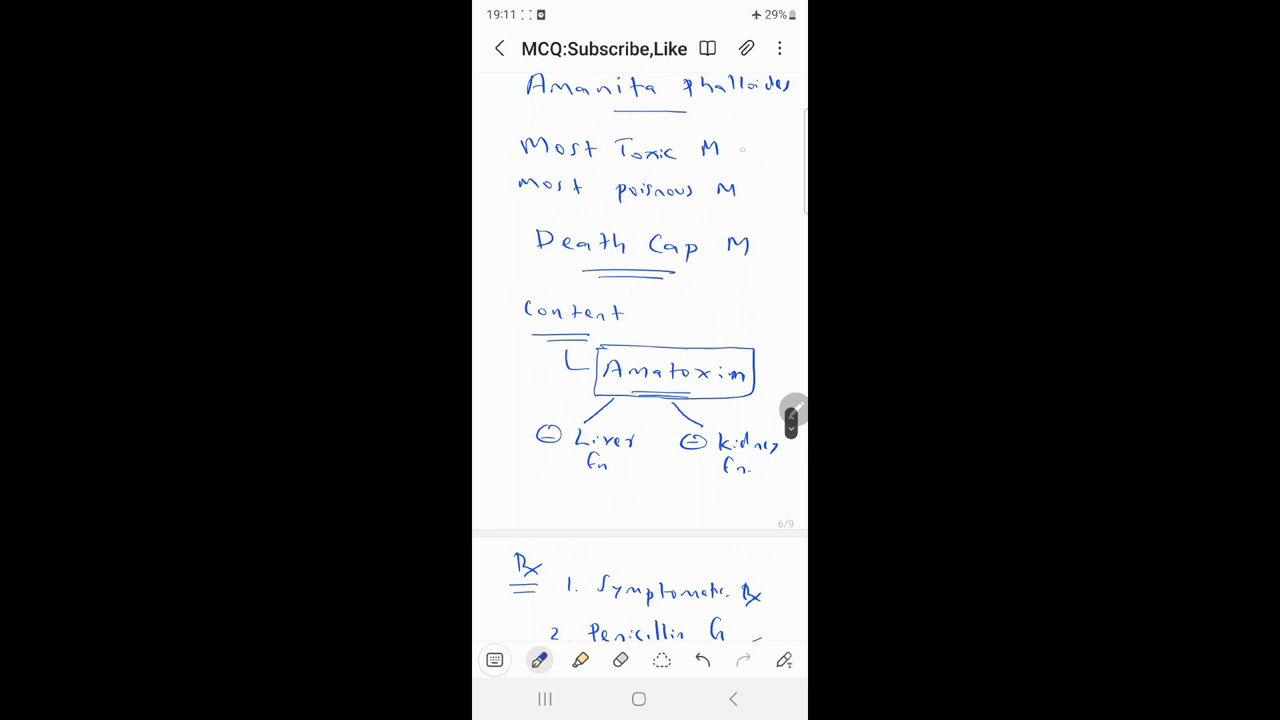 19:11 29%
MCQ:Subscribe,Like
Amanita phalloides
Most Toxic M
most poisnous M
Death Cap M
Content
Amatoxin
⊖ Liver ⊖ kidney
fn fn.
6/9
Rx
1. Symptomatic Rx
2 Penicillin G